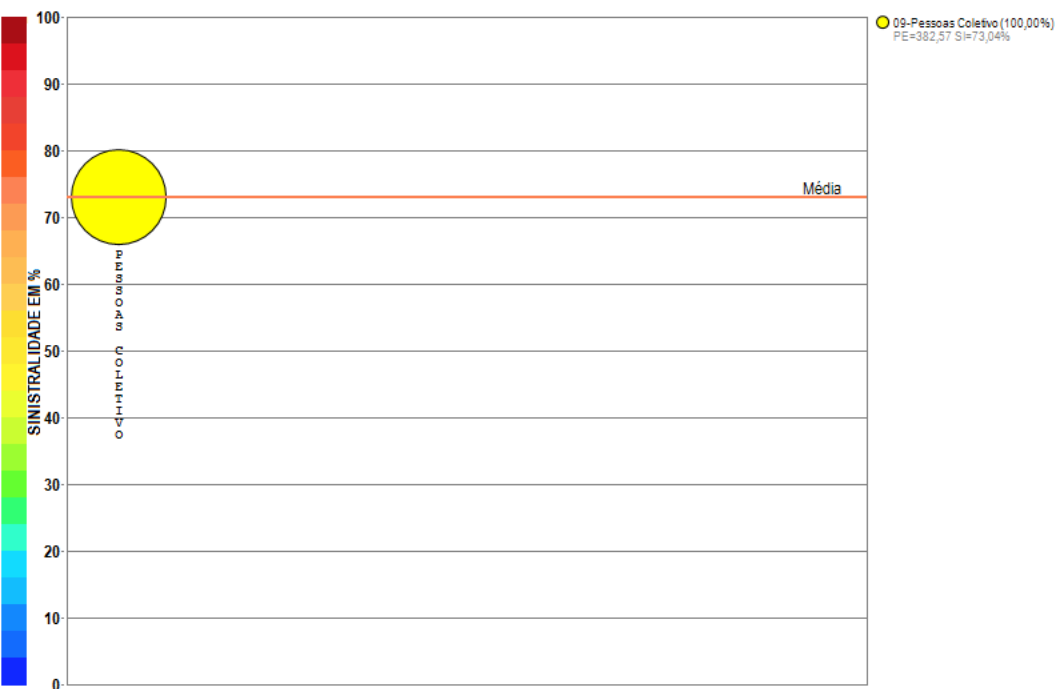 100
90
80
70
60
50
40
30
20
10
0
SINISTRALIDADE EM %
Média
PESSOAS COLETIVO
09-Pessoas Coletivo (100,00%)
PE=382,57 SI=73,04%